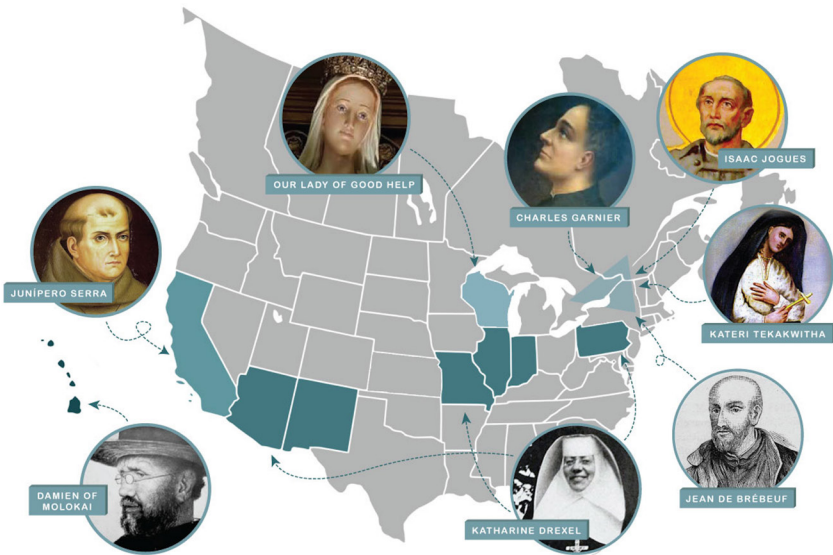 OUR LADY OF GOOD HELP
CHARLES GARNIER
ISAAC JOGUES
JUNÍPERO SERRA
KATERI TEKAKWITHA
DAMIEN OF
MOLOKAI
KATHARINE DREXEL
JEAN DE BRÉBEUF